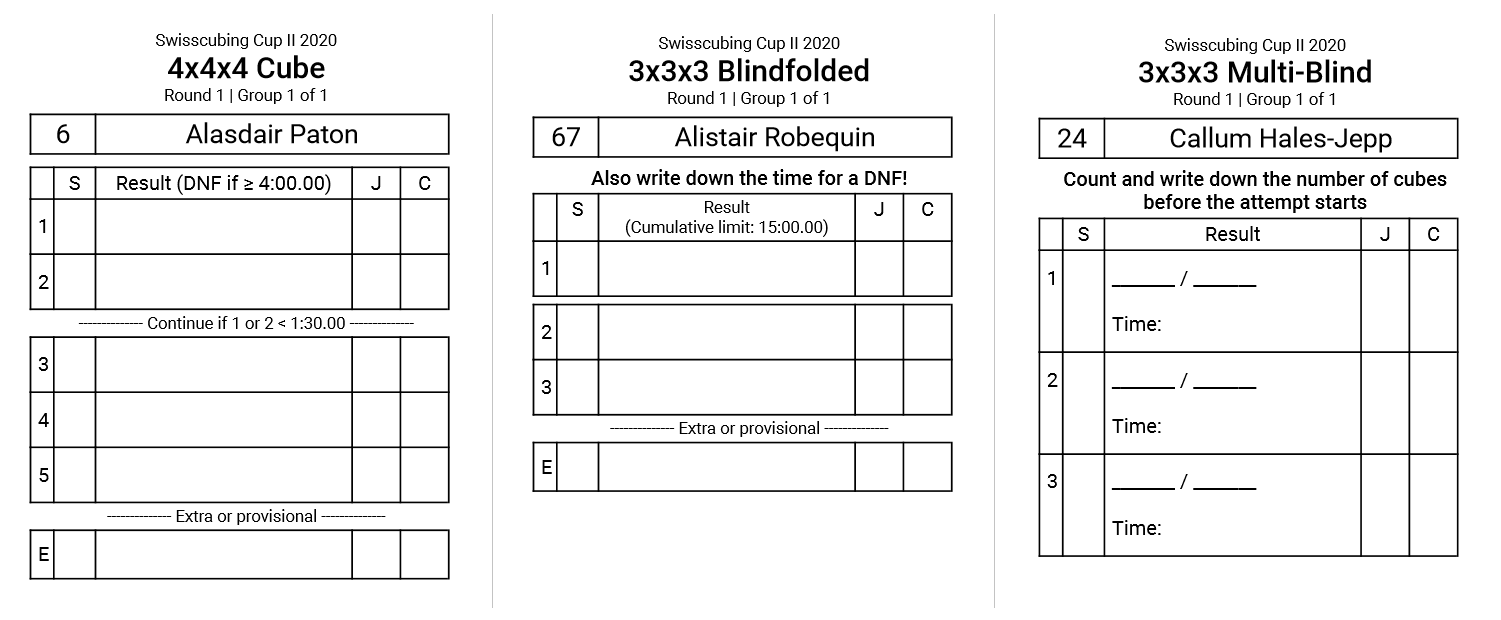 Swisscubing Cup II 2020
4x4x4 Cube
Round 1 | Group 1 of 1
6 Alasdair Paton
S Result (DNF if ≥ 4:00.00) J C
1
2
-------------- Continue if 1 or 2 < 1:30.00 --------------
3
4
5
-------------- Extra or provisional --------------
E
Swisscubing Cup II 2020
3x3x3 Blindfolded
Round 1 | Group 1 of 1
67 Alistair Robequin
Also write down the time for a DNF!
S Result J C
(Cumulative limit: 15:00.00)
1
2
3
-------------- Extra or provisional --------------
E
Swisscubing Cup II 2020
3x3x3 Multi-Blind
Round 1 | Group 1 of 1
24 Callum Hales-Jepp
Count and write down the number of cubes
before the attempt starts
S Result J C
1 ______ / ______
Time:
2 ______ / ______
Time:
3 ______ / ______
Time: